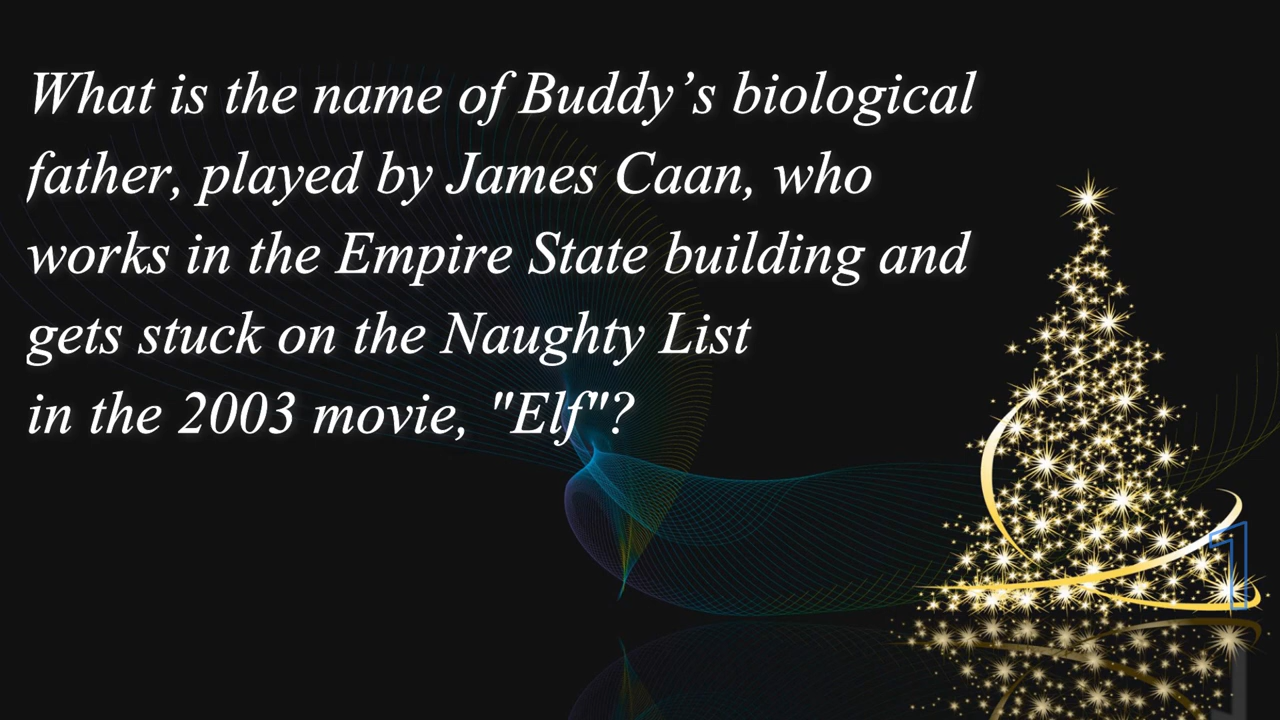 What is the name of Buddy’s biological
father, played by James Caan, who
works in the Empire State building and
gets stuck on the Naughty List
in the 2003 movie, "Elf"?
1